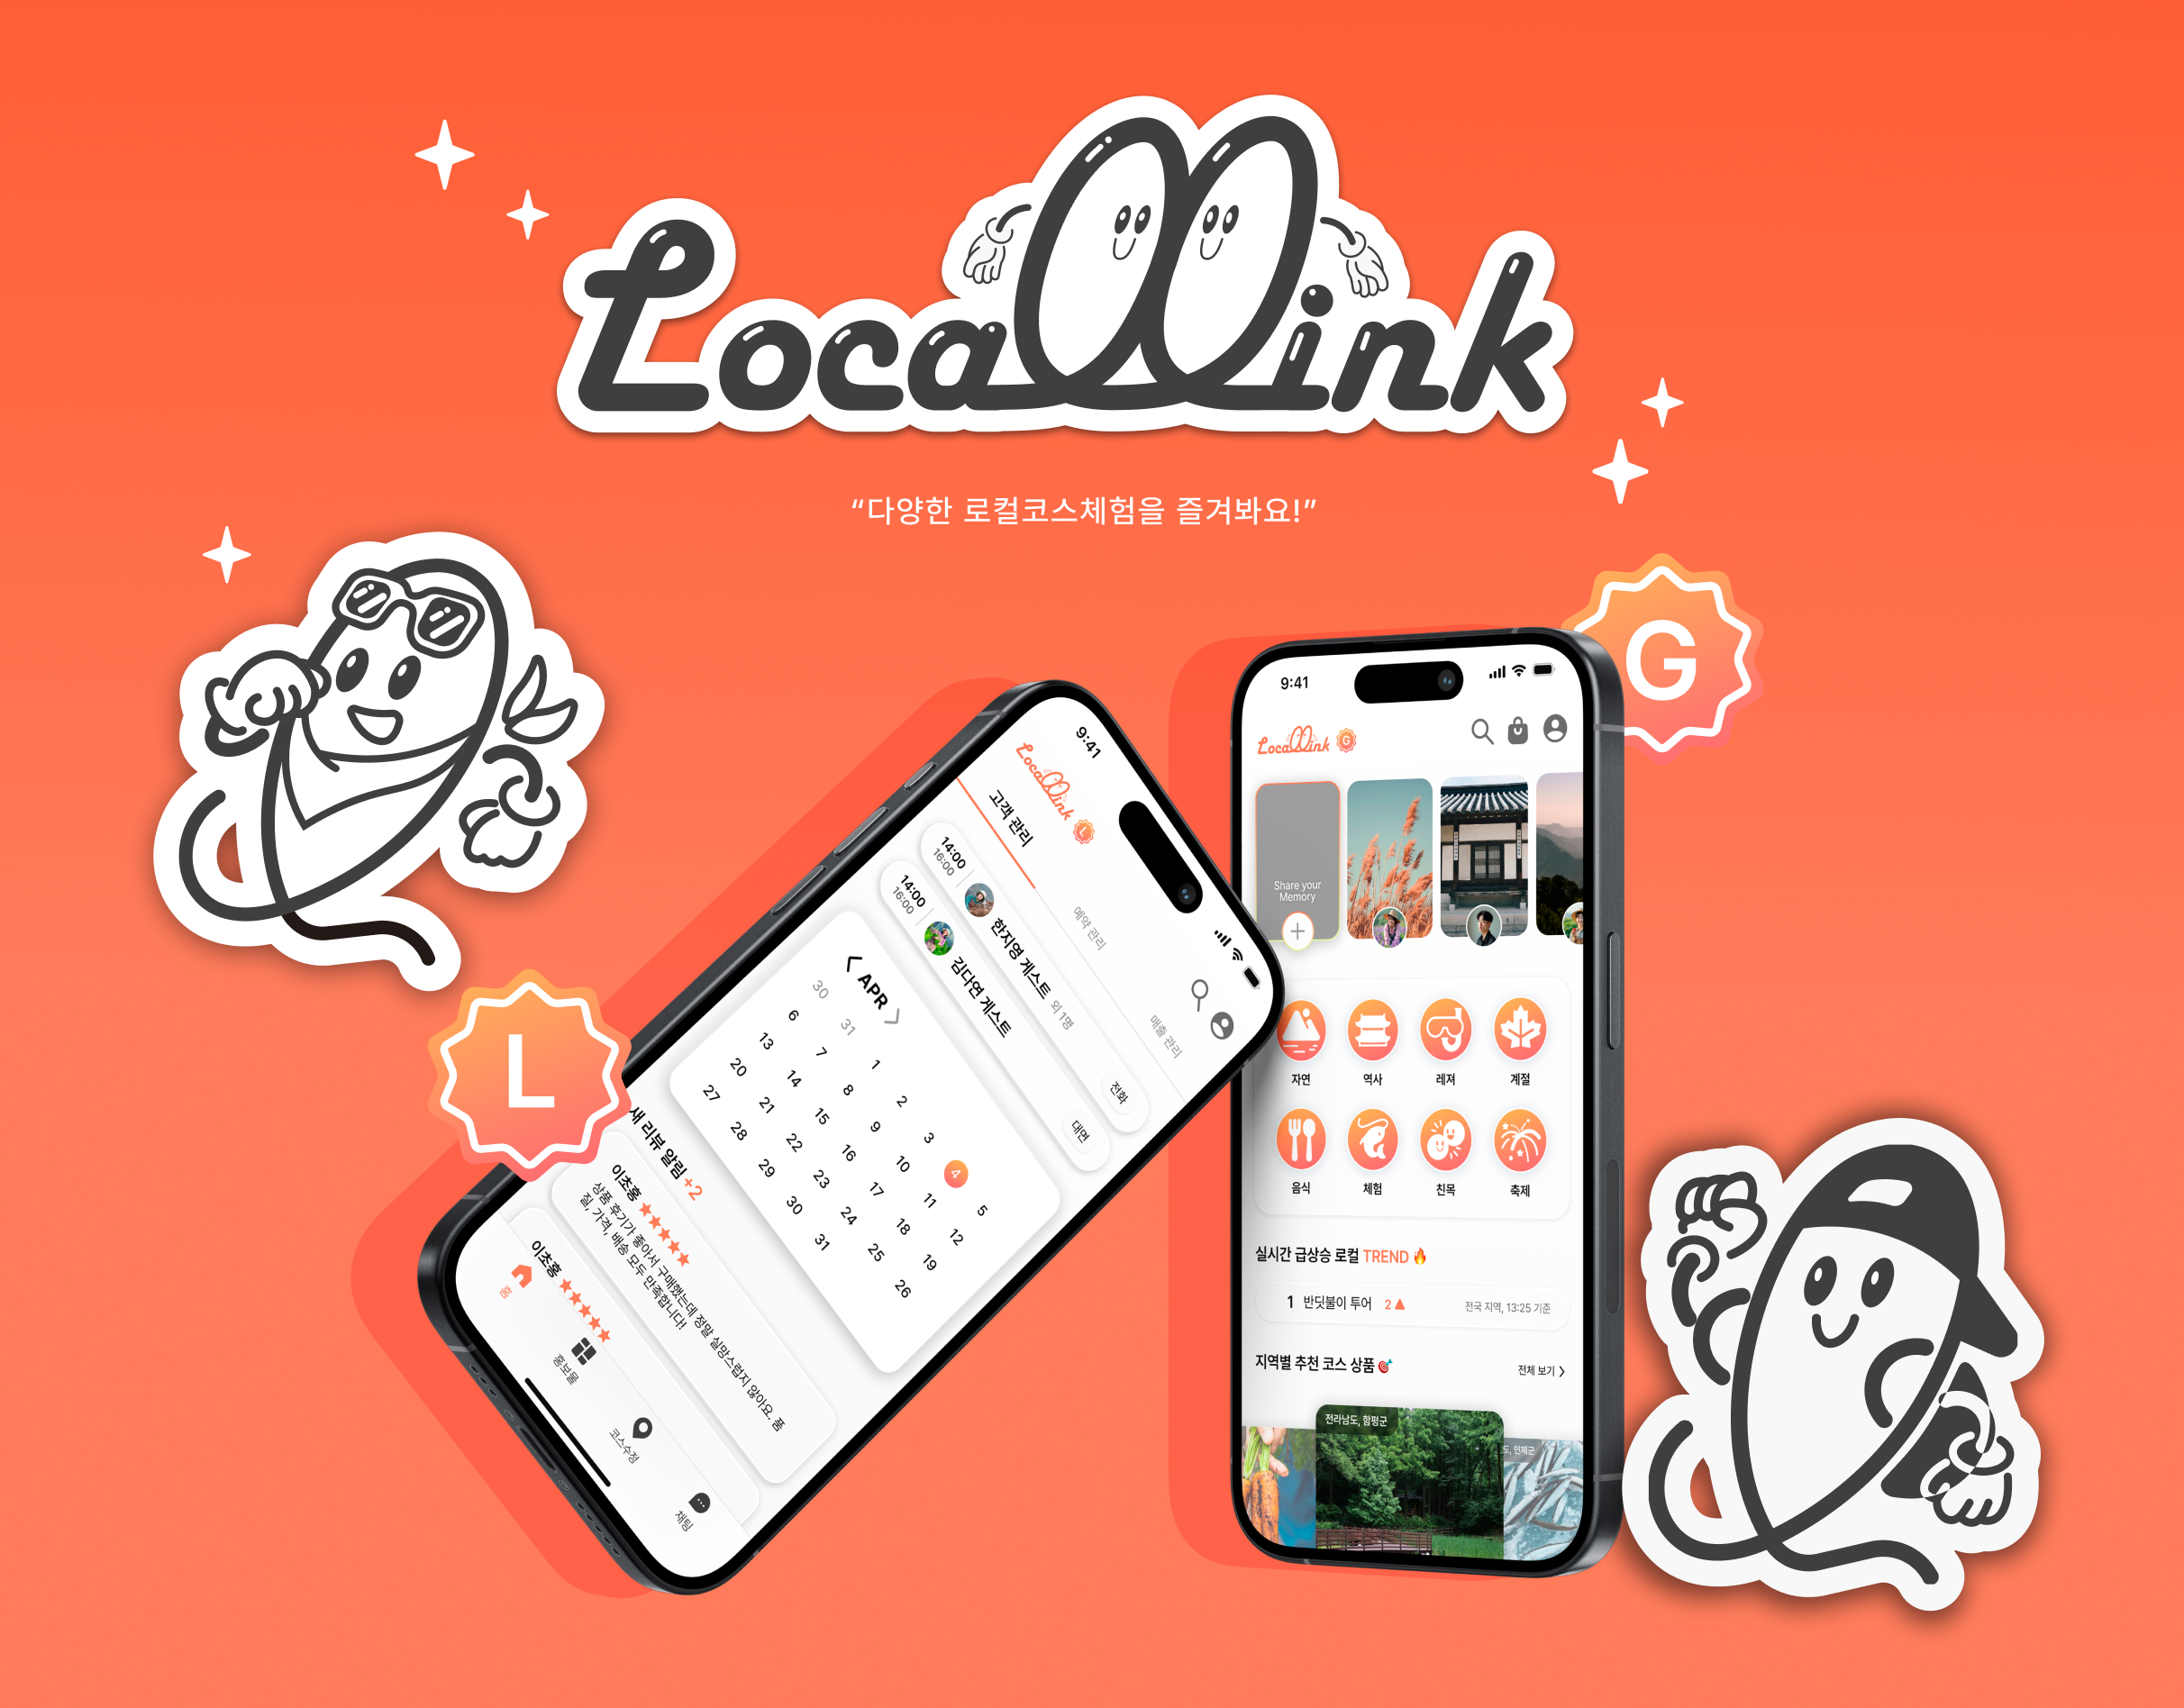 Locallink
“다양한 로컬코스체험을 즐겨봐요!”
G
L
9:41
Locallink G
Share your
Memory
자연 역사 레져 계절
음식 체험 친목 축제
실시간 급상승 로컬 TREND
1 반딧불이 투어 2 ▲ 전국 지역, 13:25 기준
지역별 추천 코스 상품
전체 보기 >
전라남도, 함평군
도, 인제군
9:41
Locallink L
고객 관리 예약 관리 매출 관리
14:00
16:00
한지영 게스트 외 1명 전화
14:00
16:00
김다연 게스트 대면
< APR >
30 31 1 2 3 4 5
6 7 8 9 10 11 12
13 14 15 16 17 18 19
20 21 22 23 24 25 26
27 28 29 30 31
새 리뷰 알림 +2
이초홍 ★★★★★
상품 후기가 좋아서 구매했는데 정말 실망스럽지 않아요. 품
질, 가격, 배송 모두 만족합니다!
이초홍 ★★★★★
홈 홍보물 코스수정 채팅